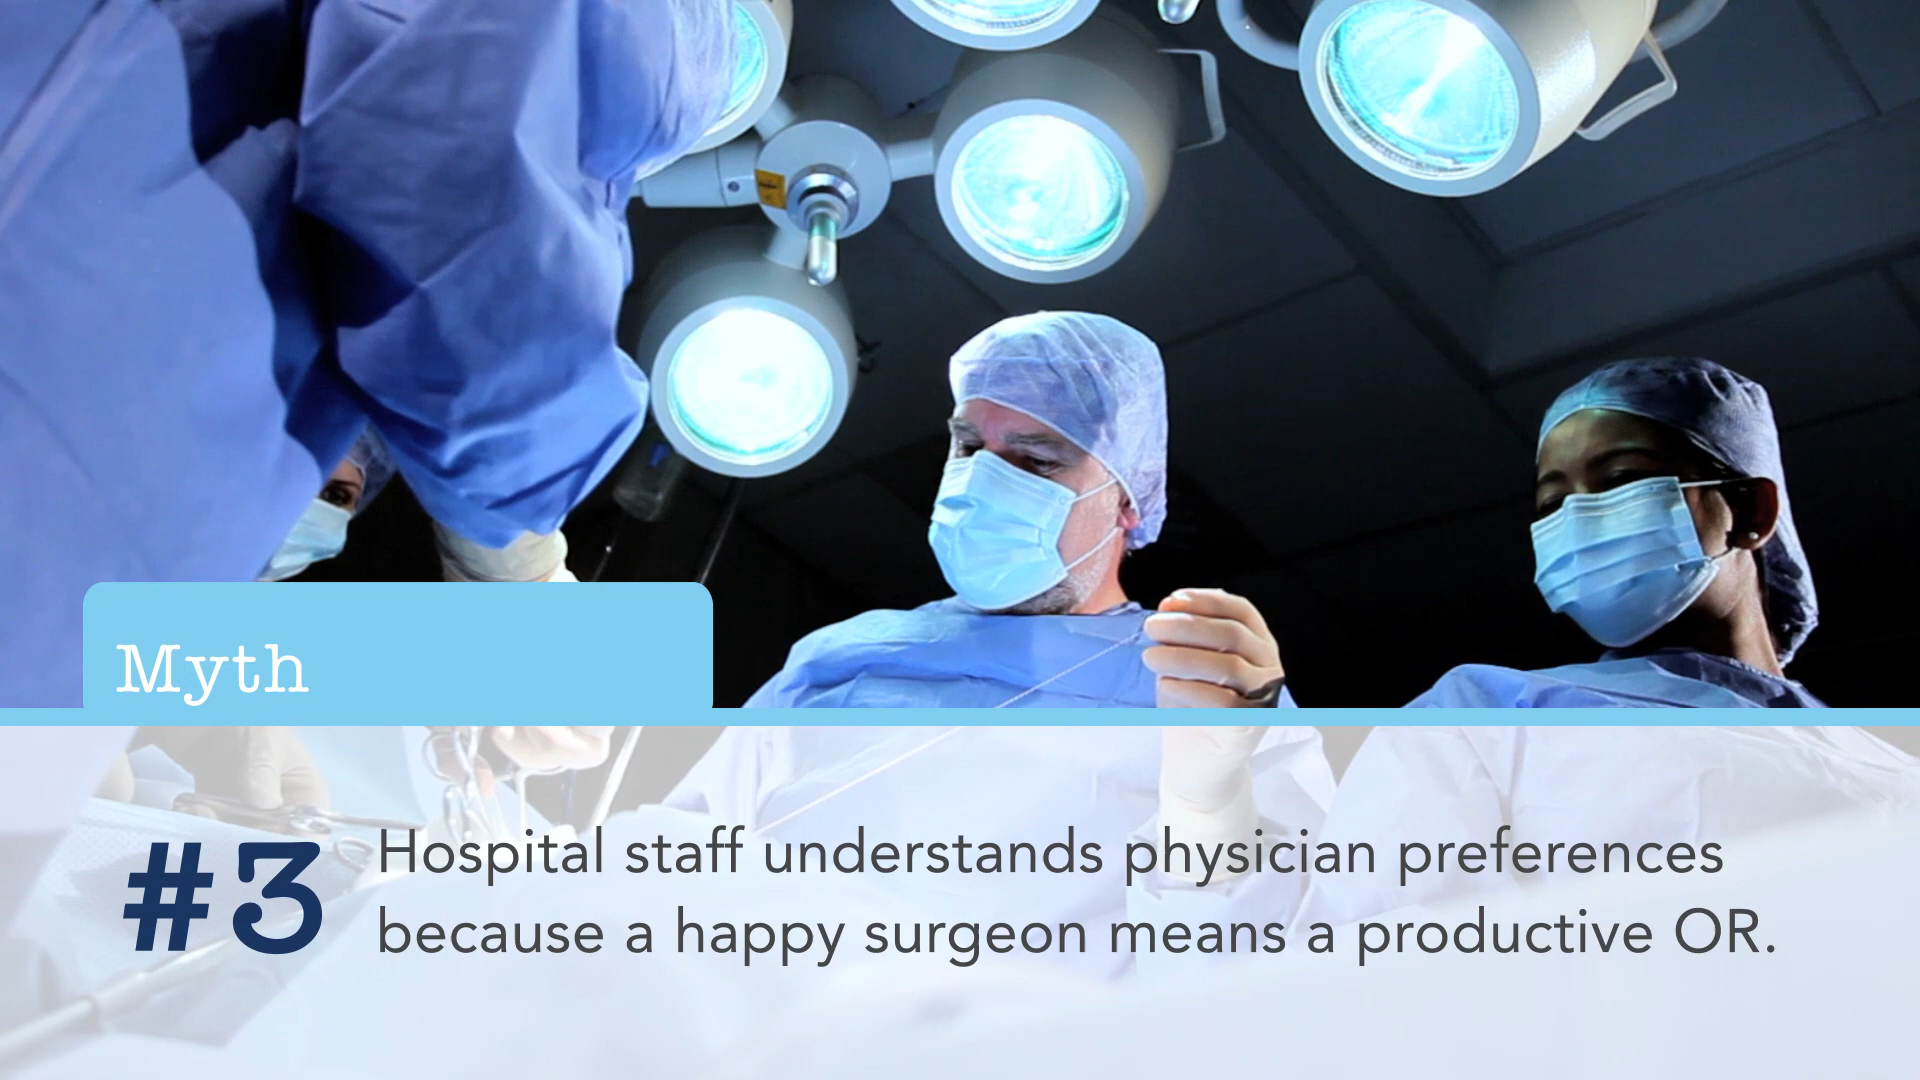 Myth
#3
Hospital staff understands physician preferences
because a happy surgeon means a productive OR.